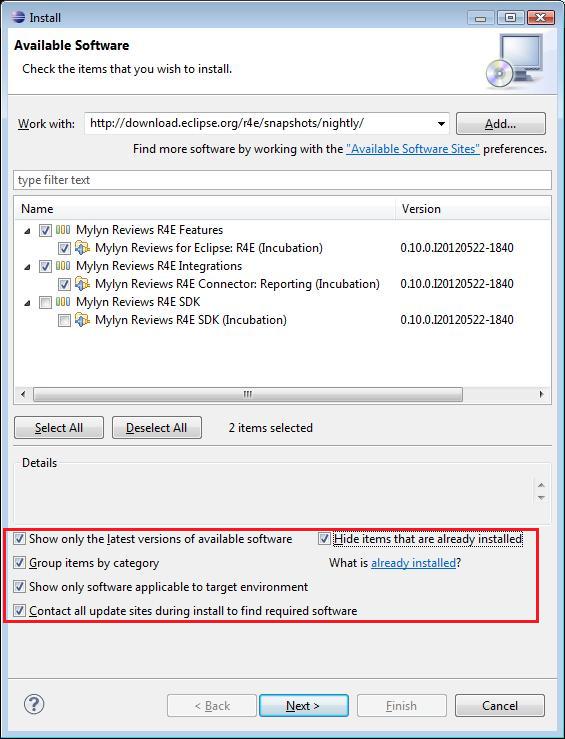 Install
Available Software
Check the items that you wish to install.
Work with: http://download.eclipse.org/r4e/snapshots/nightly/ Add...
Find more software by working with the "Available Software Sites" preferences.
type filter text
Name Version
Mylyn Reviews R4E Features
Mylyn Reviews for Eclipse: R4E (Incubation) 0.10.0.I20120522-1840
Mylyn Reviews R4E Integrations
Mylyn Reviews R4E Connector: Reporting (Incubation) 0.10.0.I20120522-1840
Mylyn Reviews R4E SDK
Mylyn Reviews R4E SDK (Incubation) 0.10.0.I20120522-1840
Select All Deselect All 2 items selected
Details
Show only the latest versions of available software Hide items that are already installed
Group items by category What is already installed?
Show only software applicable to target environment
Contact all update sites during install to find required software
? < Back Next > Finish Cancel